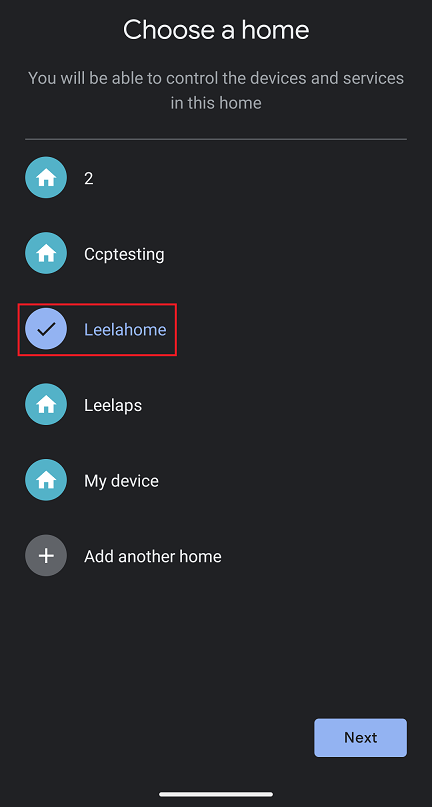 Choose a home
You will be able to control the devices and services
in this home
2
Ccptesting
Leelahome
Leelaps
My device
Add another home
Next